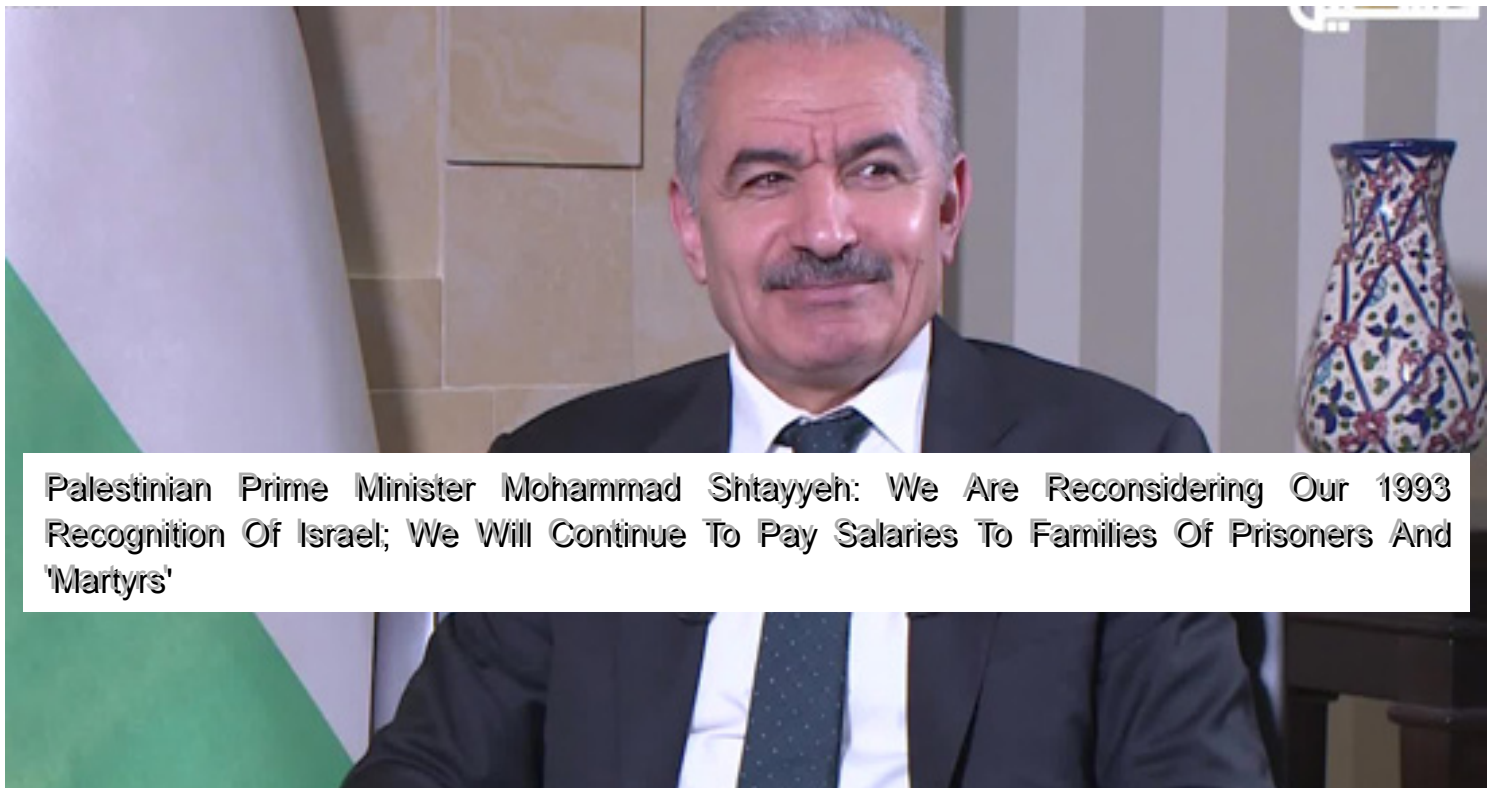 Palestinian Prime Minister Mohammad Shtayyeh: We Are Reconsidering Our 1993
Recognition Of Israel; We Will Continue To Pay Salaries To Families Of Prisoners And
'Martyrs'